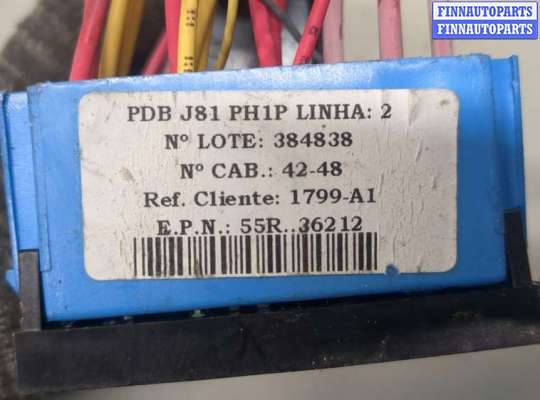 FINNAUTOPARTS
FINNAUTOPARTS
PDB J81 PH1P LINHA: 2
Nº LOTE: 384838
Nº CAB.: 42-48
Ref. Cliente: 1799-A1
E.P.N.: 55R..36212